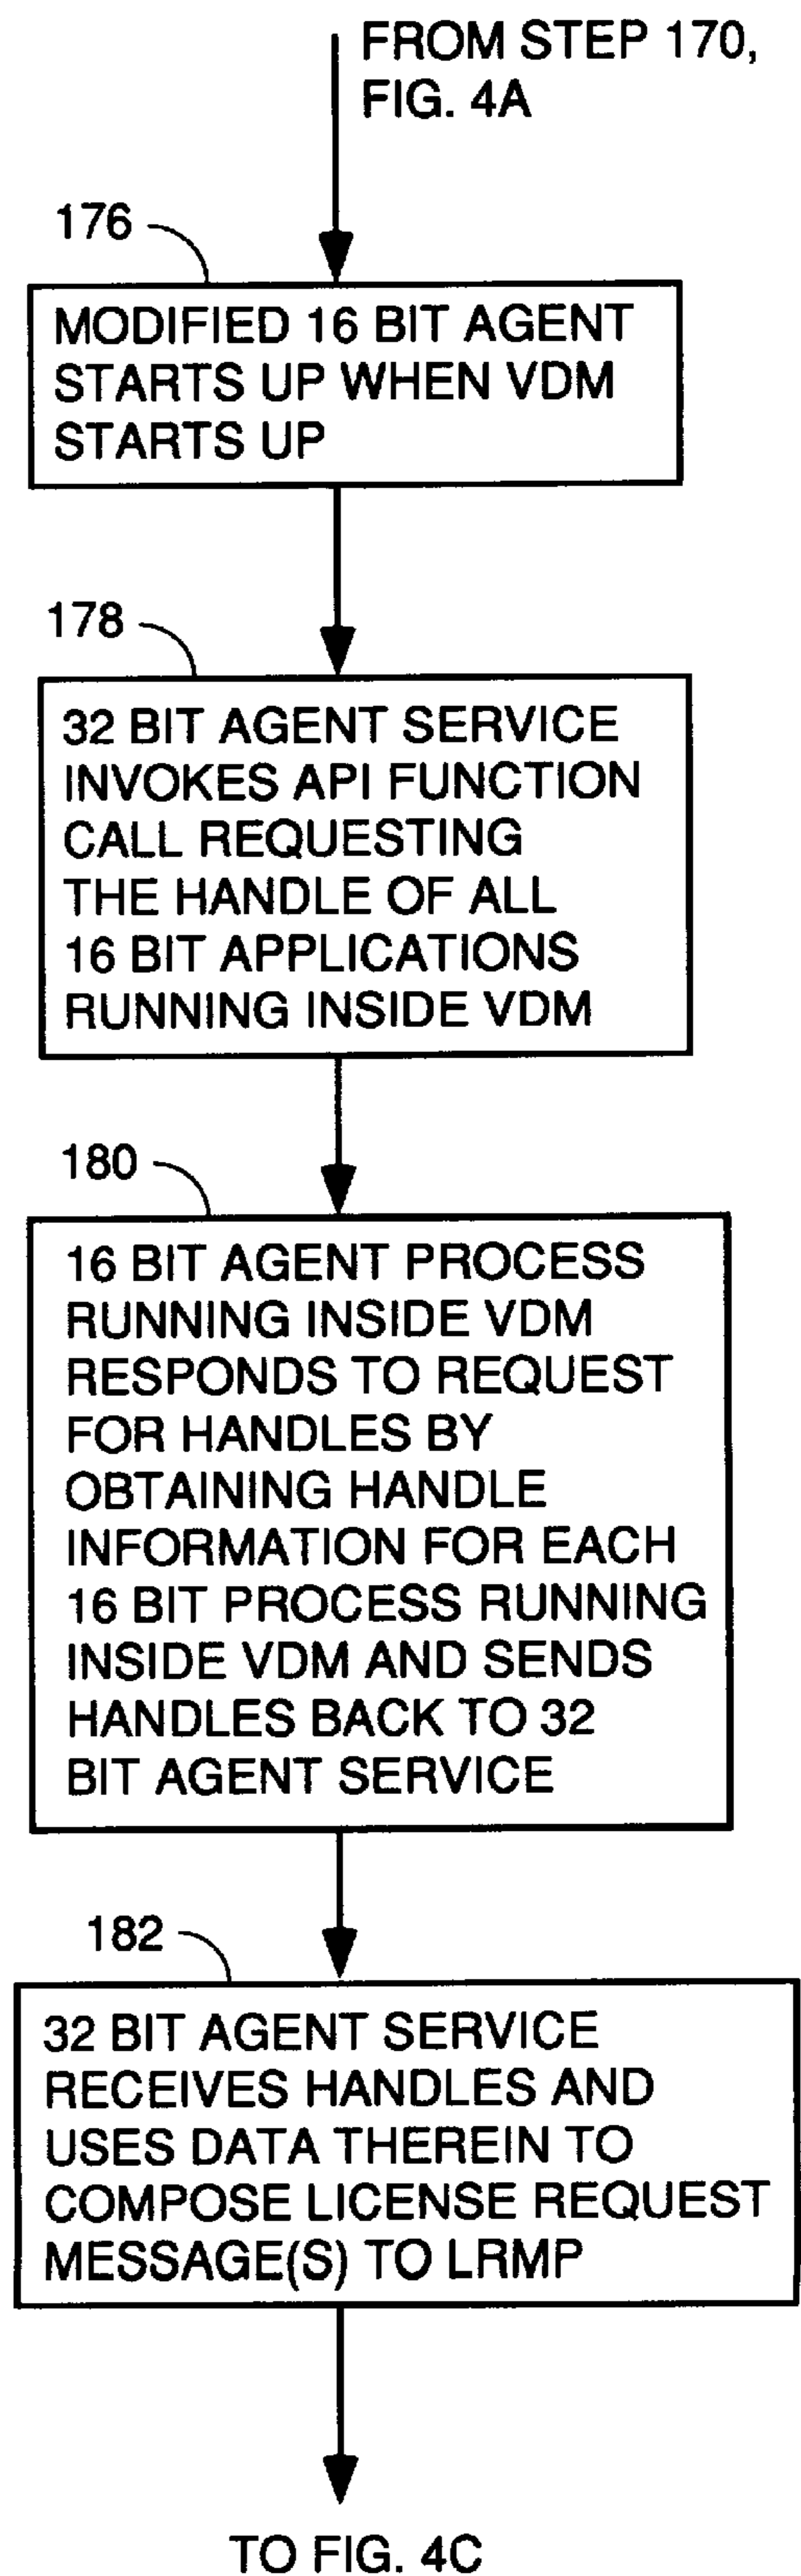 FROM STEP 170,
FIG. 4A
176
MODIFIED 16 BIT AGENT
STARTS UP WHEN VDM
STARTS UP
178
32 BIT AGENT SERVICE
INVOKES API FUNCTION
CALL REQUESTING
THE HANDLE OF ALL
16 BIT APPLICATIONS
RUNNING INSIDE VDM
180
16 BIT AGENT PROCESS
RUNNING INSIDE VDM
RESPONDS TO REQUEST
FOR HANDLES BY
OBTAINING HANDLE
INFORMATION FOR EACH
16 BIT PROCESS RUNNING
INSIDE VDM AND SENDS
HANDLES BACK TO 32
BIT AGENT SERVICE
182
32 BIT AGENT SERVICE
RECEIVES HANDLES AND
USES DATA THEREIN TO
COMPOSE LICENSE REQUEST
MESSAGE(S) TO LRMP
TO FIG. 4C